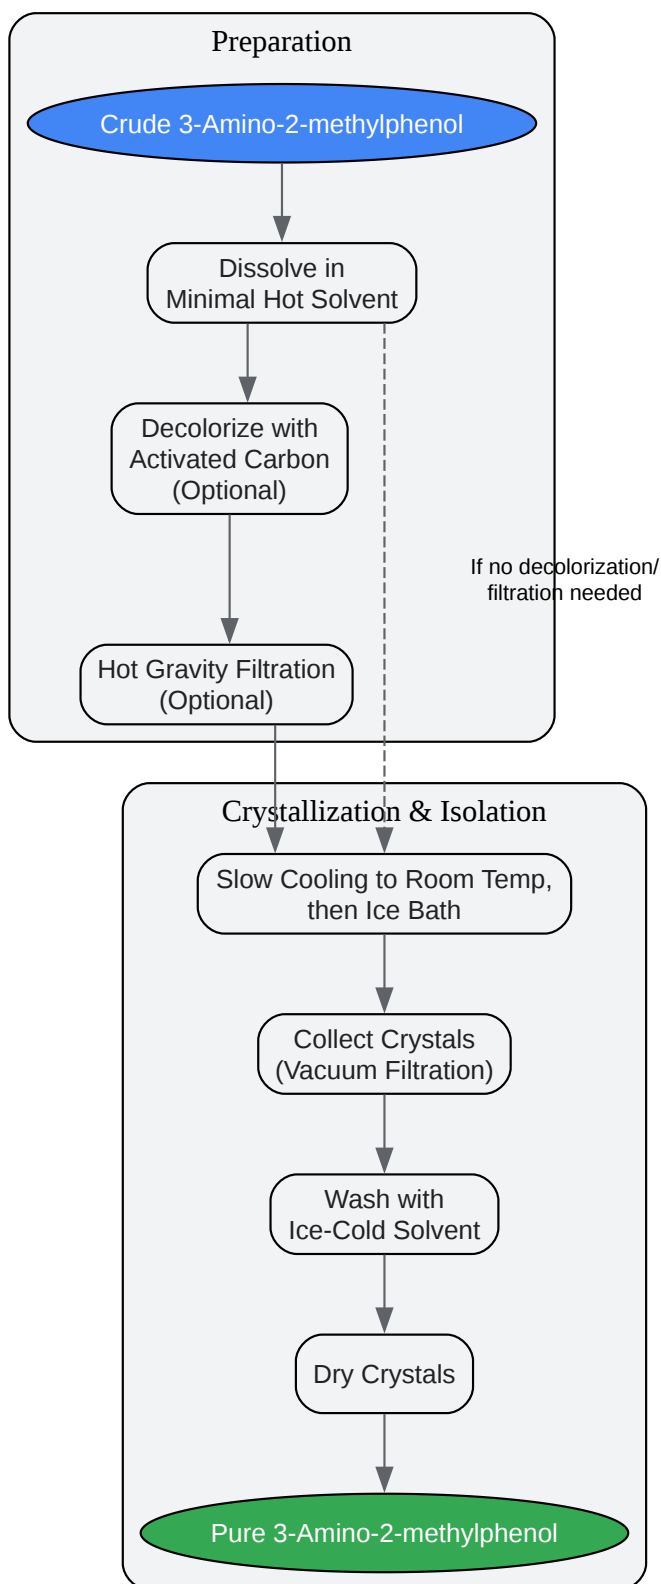 Preparation
Crude 3-Amino-2-methylphenol
Dissolve in
Minimal Hot Solvent
Decolorize with
Activated Carbon
(Optional)
If no decolorization/
filtration needed
Hot Gravity Filtration
(Optional)
Crystallization & Isolation
Slow Cooling to Room Temp,
then Ice Bath
Collect Crystals
(Vacuum Filtration)
Wash with
Ice-Cold Solvent
Dry Crystals
Pure 3-Amino-2-methylphenol